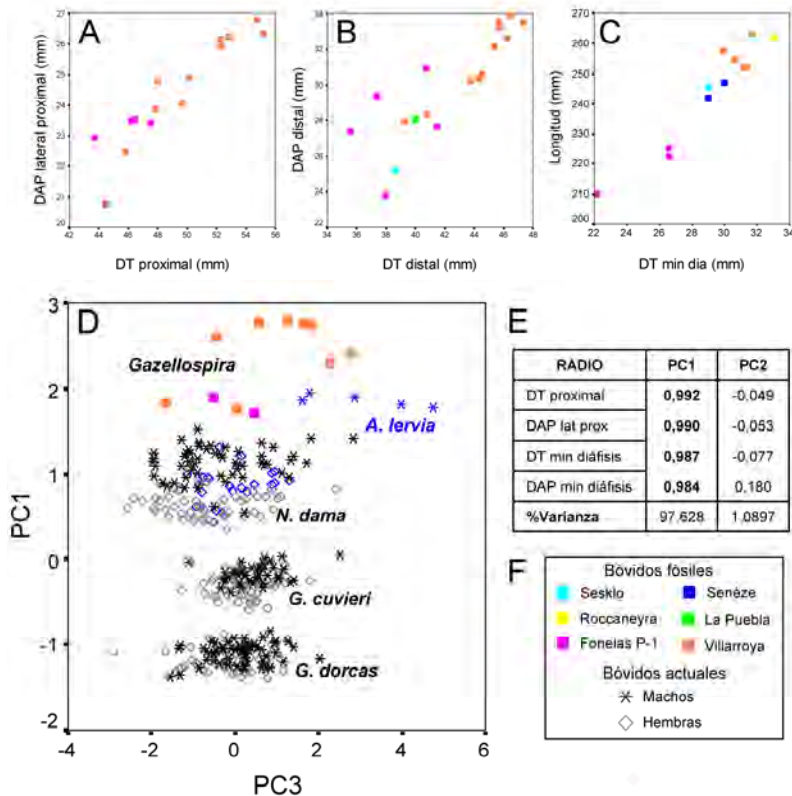 A
DAP lateral proximal (mm)
27
26
25
24
23
22
21
20
42 44 46 48 50 52 54 56
DT proximal (mm)
B
DAP distal (mm)
32
30
28
26
24
22
34 36 38 40 42 44 46 48
DT distal (mm)
C
Longitud (mm)
270
260
250
240
230
220
210
200
22 24 26 28 30 32 34
DT min dia (mm)
D
PC1
3
2
1
0
-1
-2
-4 -2 0 2 4 6
PC3
Gazellospira
A. lervia
N. dama
G. cuvieri
G. dorcas
E
RADIO PC1 PC2
DT proximal 0,992 -0,049
DAP lat prox 0,990 -0,053
DT min diáfisis 0,987 -0,077
DAP min diáfisis 0,984 0,180
%Varianza 97.628 1.0897
F
Bóvidos fósiles
Sesklo Senèze
Roccaneyra La Puebla
Fonelas P-1 Villarroya
Bóvidos actuales
Machos
Hembras